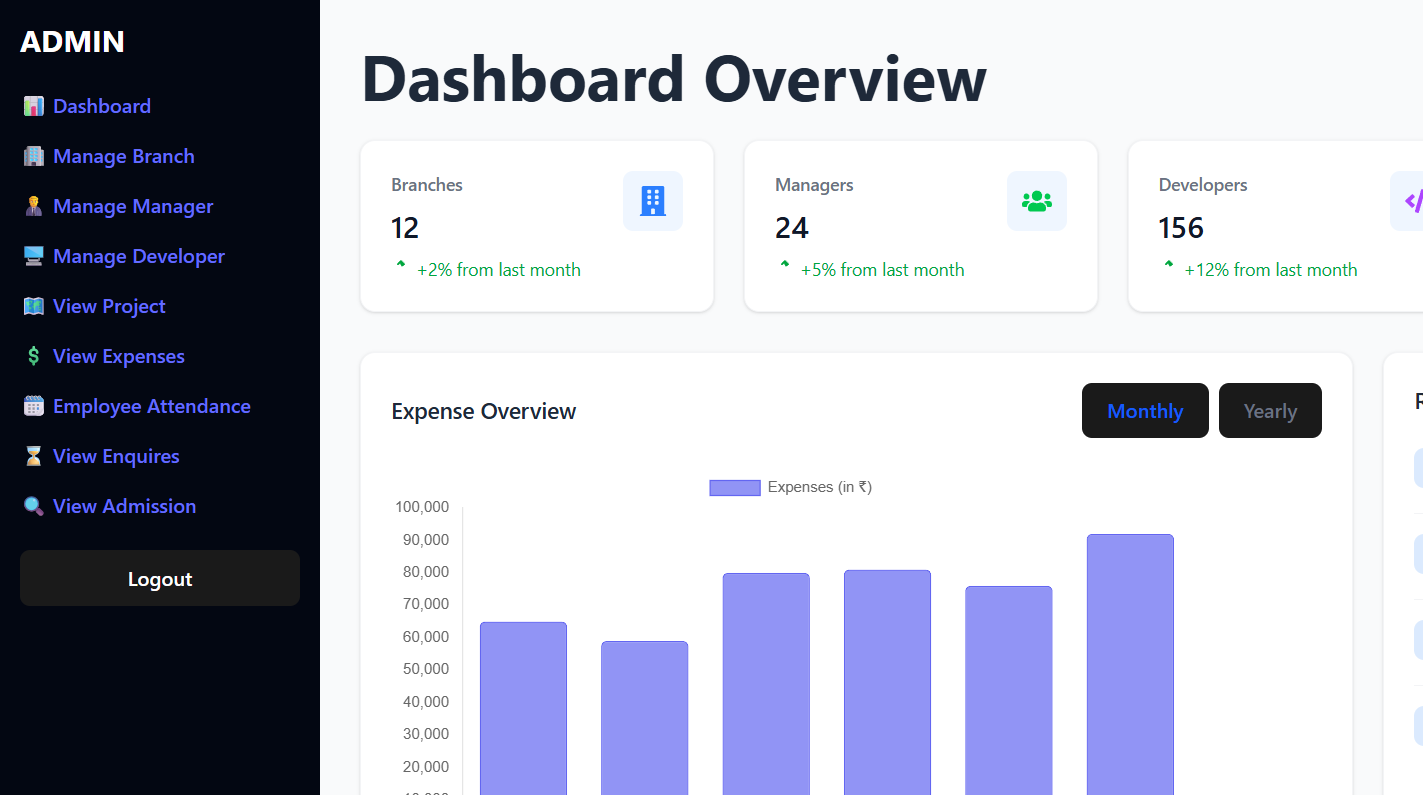 ADMIN
Dashboard
Manage Branch
Manage Manager
Manage Developer
View Project
View Expenses
Employee Attendance
View Enquires
View Admission
Logout
Dashboard Overview
Branches
12
+2% from last month
Managers
24
+5% from last month
Developers
156
+12% from last month
Expense Overview
Monthly
Yearly
Expenses (in ₹)
100,000
90,000
80,000
70,000
60,000
50,000
40,000
30,000
20,000